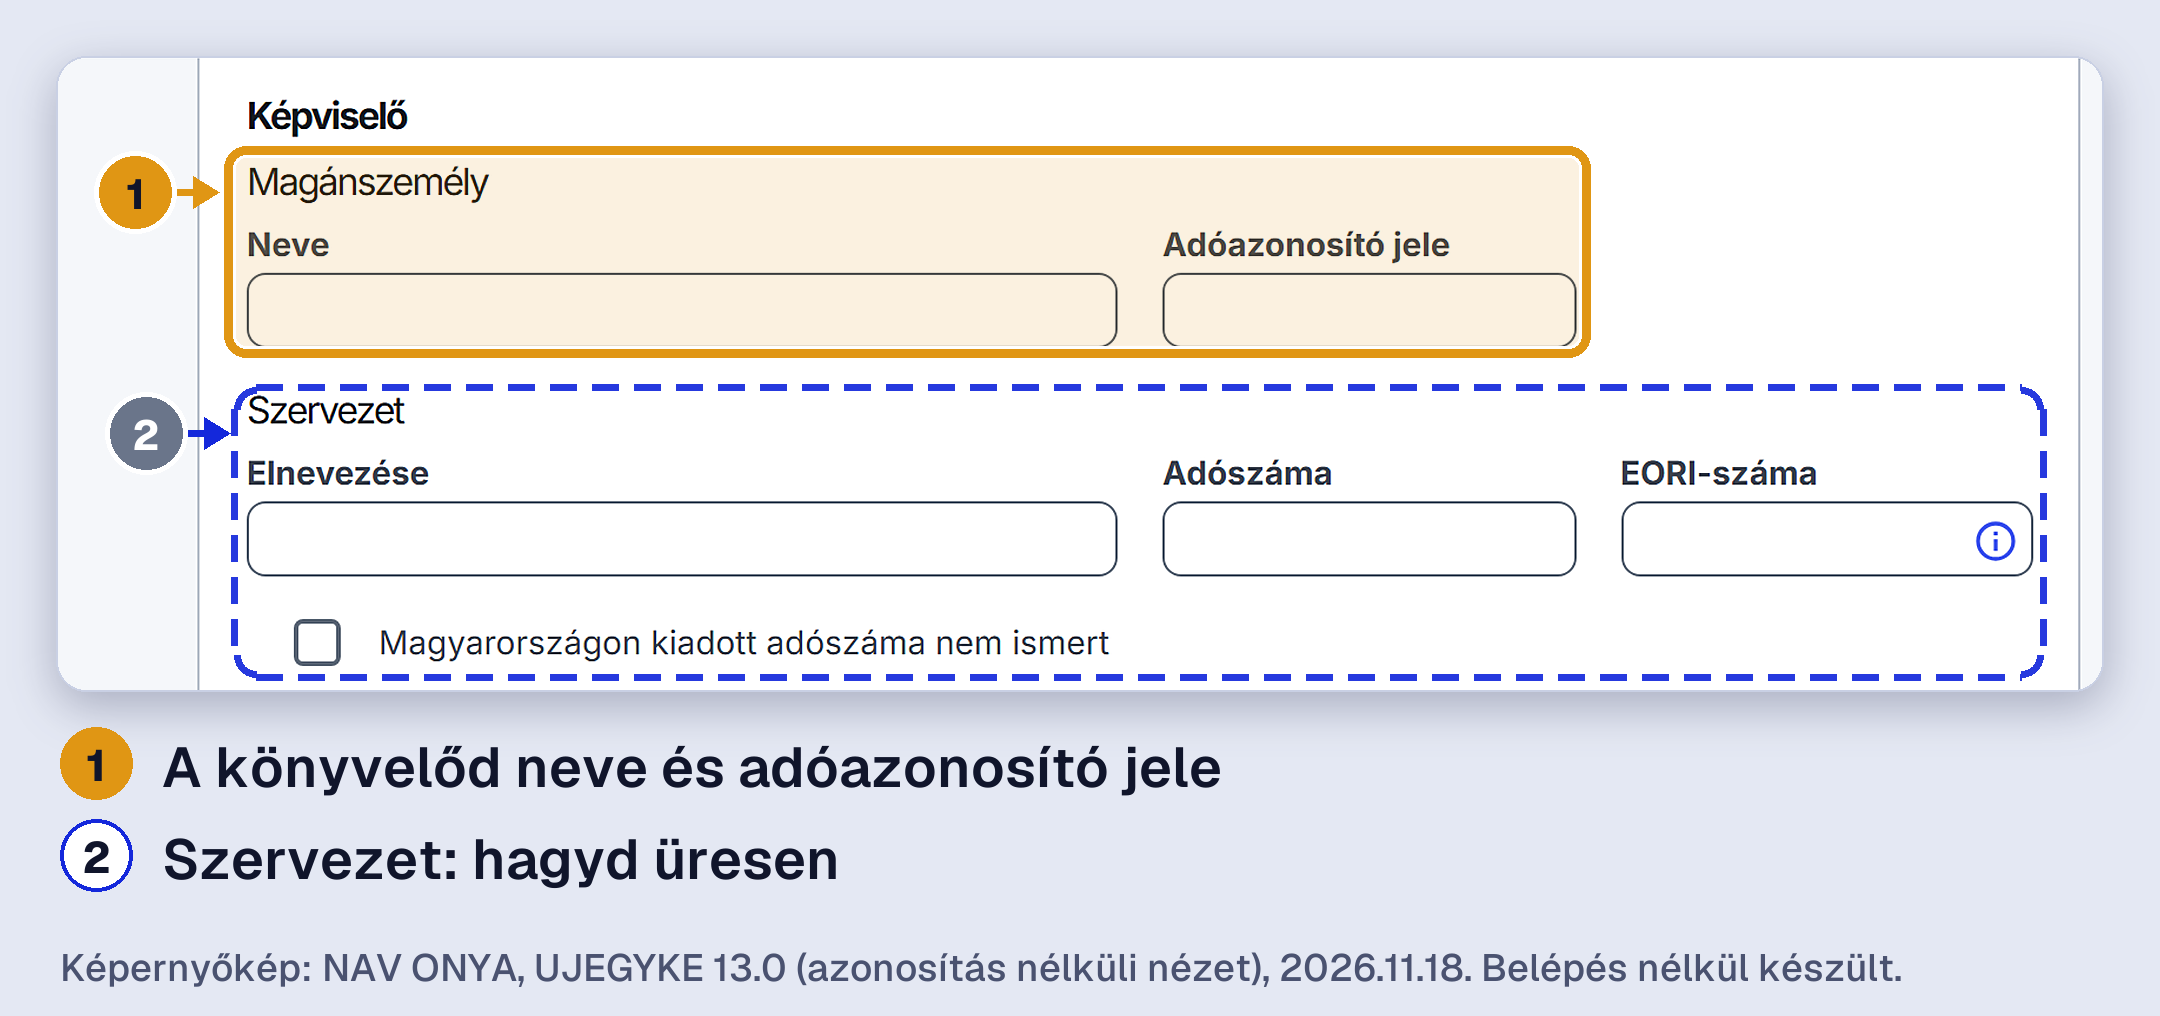 Képviselő
1
Magánszemély
Neve Adóazonosító jele
2
Szervezet
Elnevezése Adószáma EORI-száma
Magyarországon kiadott adószáma nem ismert
1 A könyvelőd neve és adóazonosító jele
2 Szervezet: hagyd üresen
Képernyőkép: NAV ONYA, UJEGYKE 13.0 (azonosítás nélküli nézet), 2026.11.18. Belépés nélkül készült.